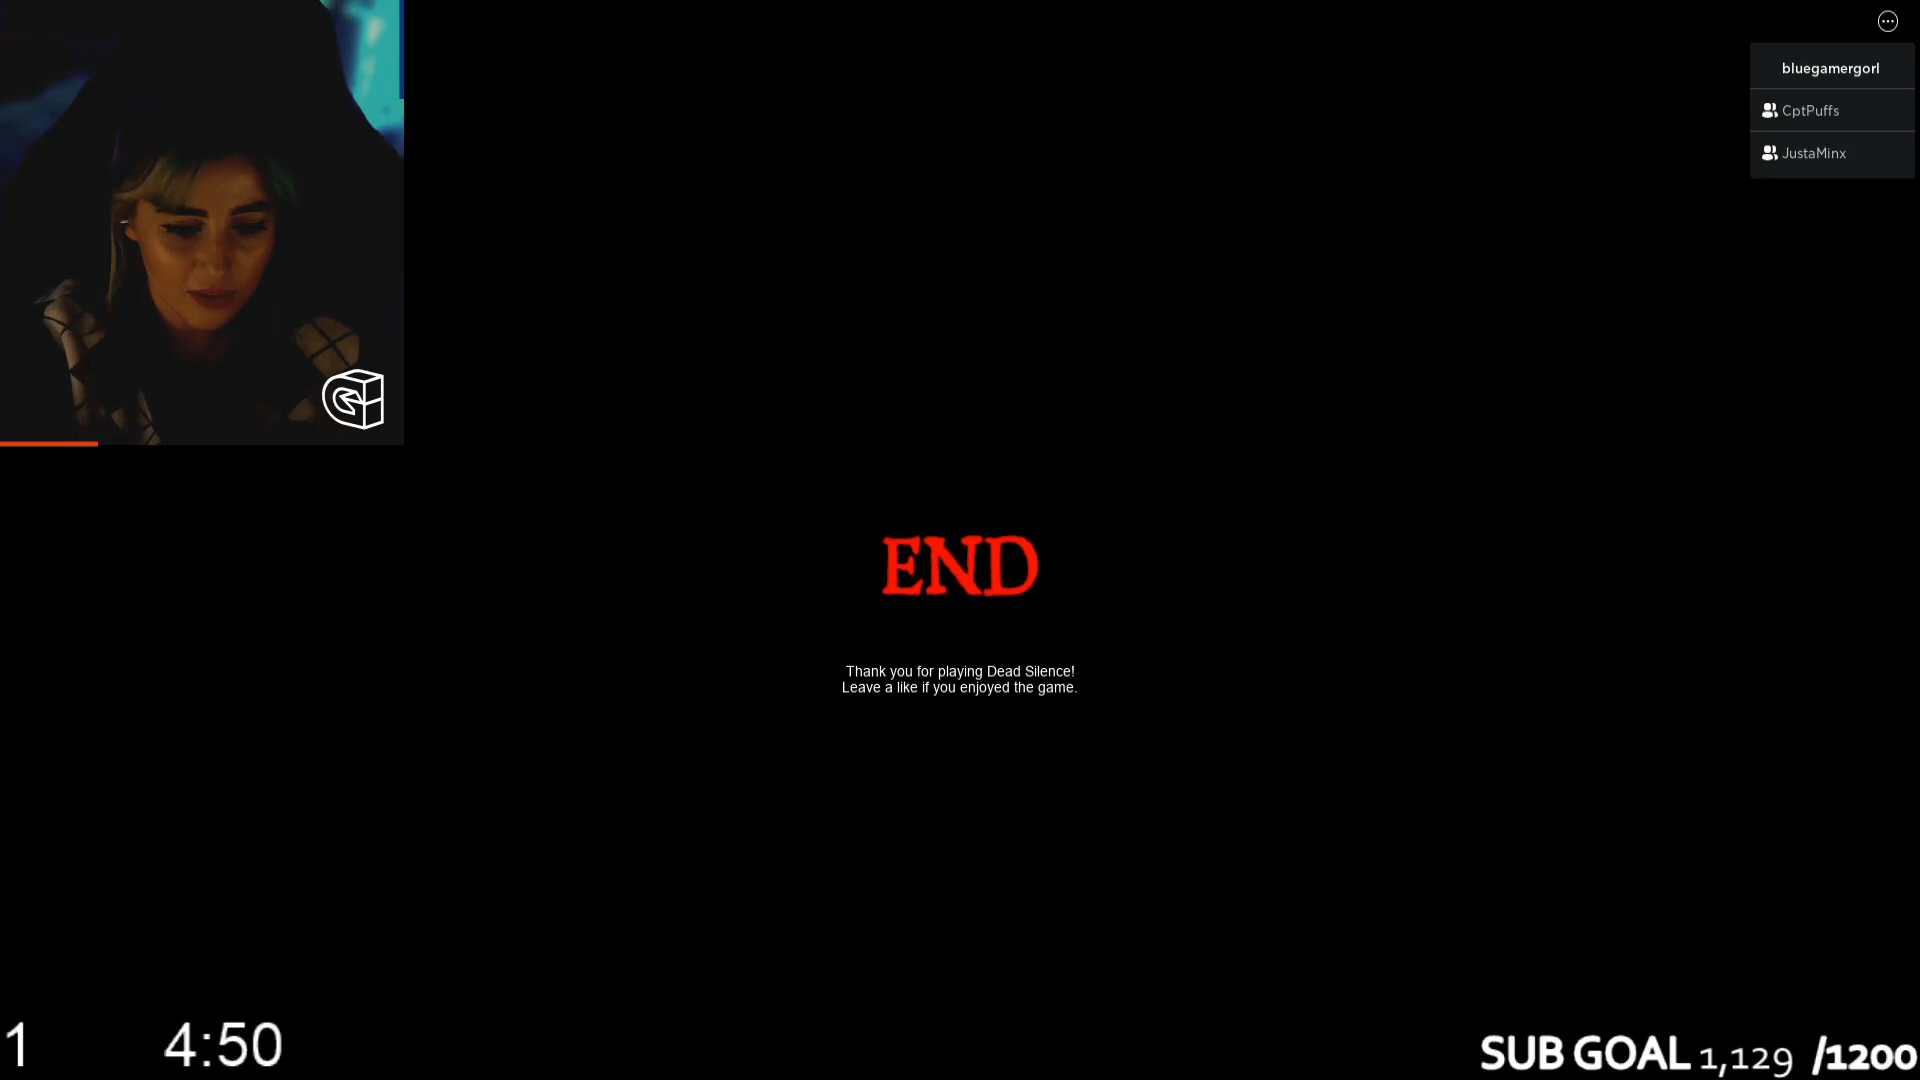 bluegamergorl
CptPuffs
JustaMinx
END
Thank you for playing Dead Silence!
Leave a like if you enjoyed the game.
1 4:50
SUB GOAL 1,129 /1200